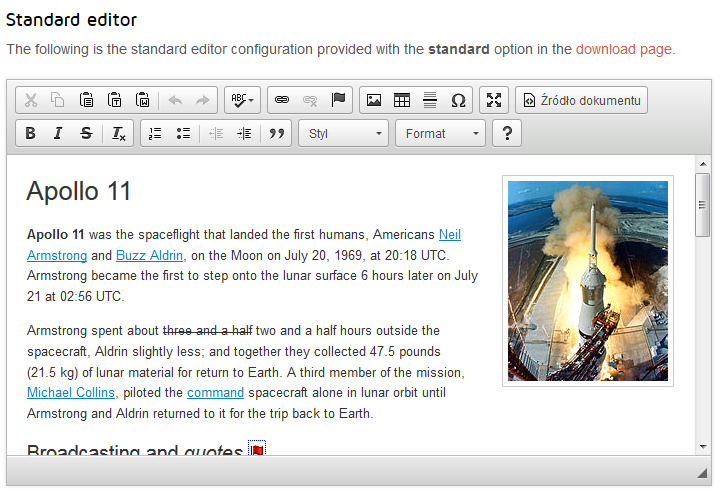 Standard editor
The following is the standard editor configuration provided with the standard option in the download page.
ABC Źródło dokumentu
B I S Tx Styl Format ?
Apollo 11
Apollo 11 was the spaceflight that landed the first humans, Americans Neil
Armstrong and Buzz Aldrin, on the Moon on July 20, 1969, at 20:18 UTC.
Armstrong became the first to step onto the lunar surface 6 hours later on July
21 at 02:56 UTC.
Armstrong spent about three and a half two and a half hours outside the
spacecraft, Aldrin slightly less; and together they collected 47.5 pounds
(21.5 kg) of lunar material for return to Earth. A third member of the mission,
Michael Collins, piloted the command spacecraft alone in lunar orbit until
Armstrong and Aldrin returned to it for the trip back to Earth.
Broadcasting and quotes